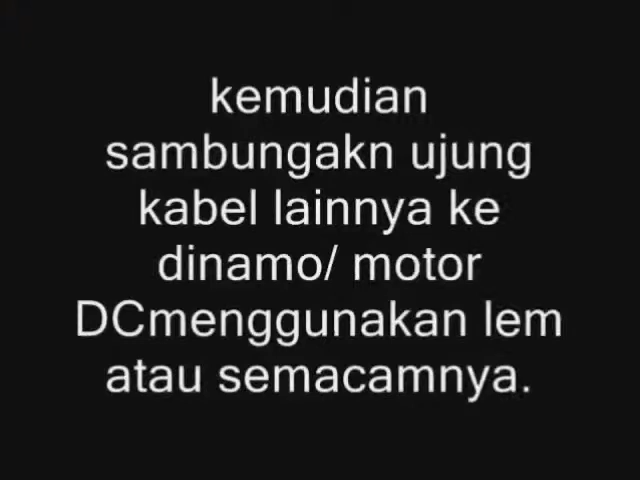 kemudian
sambungakn ujung
kabel lainnya ke
dinamo/ motor
DCmenggunakan lem
atau semacamnya.